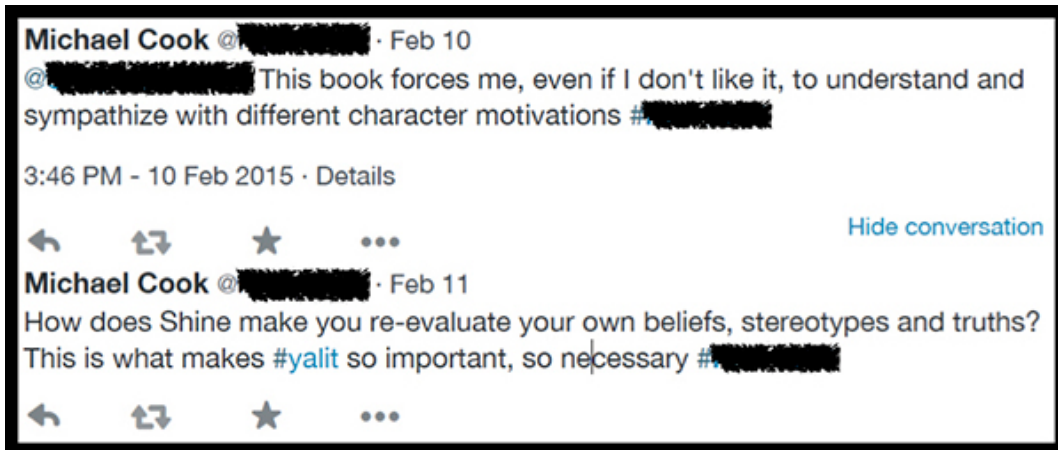 Michael Cook @ · Feb 10
@ This book forces me, even if I don't like it, to understand and
sympathize with different character motivations #
3:46 PM - 10 Feb 2015 · Details
Hide conversation
Michael Cook @ · Feb 11
How does Shine make you re-evaluate your own beliefs, stereotypes and truths?
This is what makes #yalit so important, so necessary #